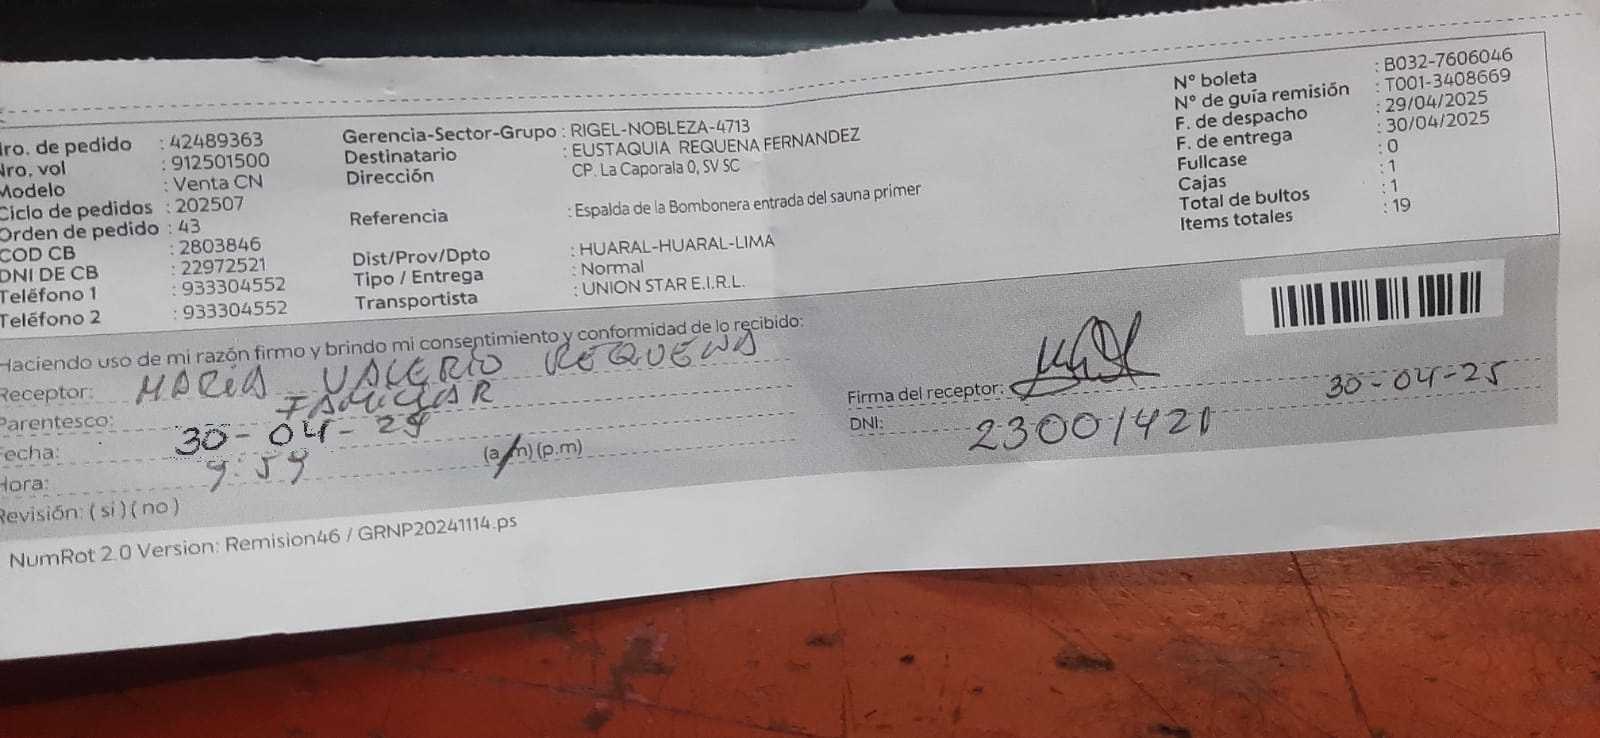 Nro. de pedido : 42489363
Nro, vol : 912501500
Modelo : Venta CN
Ciclo de pedidos : 202507
Orden de pedido : 43
COD CB : 2803846
DNI DE CB : 22972521
Teléfono 1 : 933304552
Teléfono 2 : 933304552
Gerencia-Sector-Grupo : RIGEL-NOBLEZA-4713
Destinatario : EUSTAQUIA REQUENA FERNANDEZ
Dirección CP. La Caporala 0, SV SC
Referencia : Espalda de la Bombonera entrada del sauna primer
Dist/Prov/Dpto : HUARAL-HUARAL-LIMA
Tipo / Entrega : Normal
Transportista : UNION STAR E.I.R.L.
N° boleta : B032-7606046
N° de guía remisión : T001-3408669
F. de despacho : 29/04/2025
F. de entrega : 30/04/2025
Fullcase : 0
Cajas : 1
Total de bultos : 1
Items totales : 19
Haciendo uso de mi razón firmo y brindo mi consentimiento y conformidad de lo recibido:
Receptor: MARIA VALERIO REQUENA
Parentesco: FAMILIAR
Fecha: 30-04-25
Hora: 9:59 (a/m) (p.m)
Revisión: ( si ) ( no )
Firma del receptor:
DNI: 23001421
30-04-25
NumRot 2.0 Version: Remision46 / GRNP20241114.ps